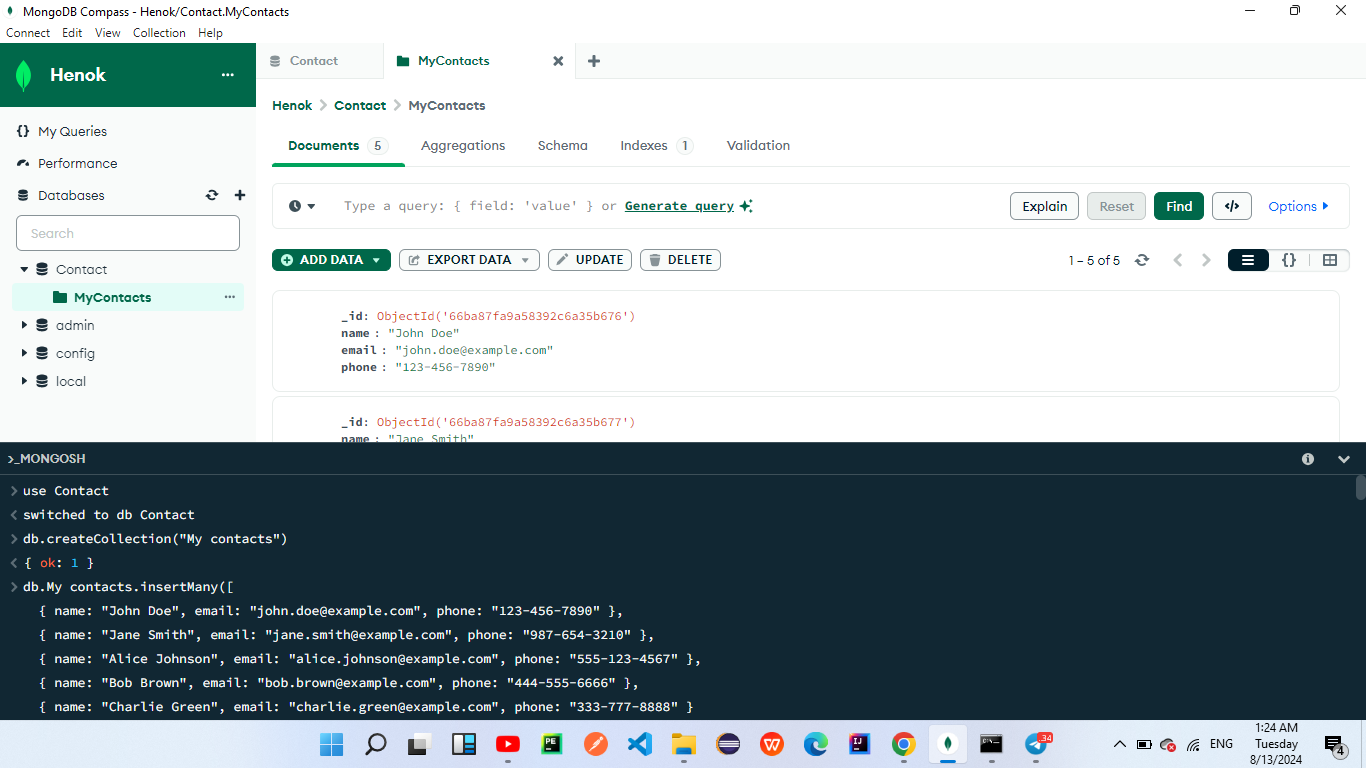 MongoDB Compass - Henok/Contact.MyContacts
Connect Edit View Collection Help
Henok
Contact
MyContacts
Henok > Contact > MyContacts
{} My Queries
Performance
Databases
Search
Contact
MyContacts
admin
config
local
Documents 5 Aggregations Schema Indexes 1 Validation
Type a query: { field: 'value' } or Generate query
Explain Reset Find </> Options
ADD DATA EXPORT DATA UPDATE DELETE
1 – 5 of 5
{}
_id: ObjectId('66ba87fa9a58392c6a35b676')
name : "John Doe"
email : "john.doe@example.com"
phone : "123-456-7890"
_id: ObjectId('66ba87fa9a58392c6a35b677')
name : "Jane Smith"
>_MONGOSH
> use Contact
< switched to db Contact
> db.createCollection("My contacts")
< { ok: 1 }
> db.My contacts.insertMany([
{ name: "John Doe", email: "john.doe@example.com", phone: "123-456-7890" },
{ name: "Jane Smith", email: "jane.smith@example.com", phone: "987-654-3210" },
{ name: "Alice Johnson", email: "alice.johnson@example.com", phone: "555-123-4567" },
{ name: "Bob Brown", email: "bob.brown@example.com", phone: "444-555-6666" },
{ name: "Charlie Green", email: "charlie.green@example.com", phone: "333-777-8888" }
PE
IJ
34
ENG
1:24 AM
Tuesday
8/13/2024
4